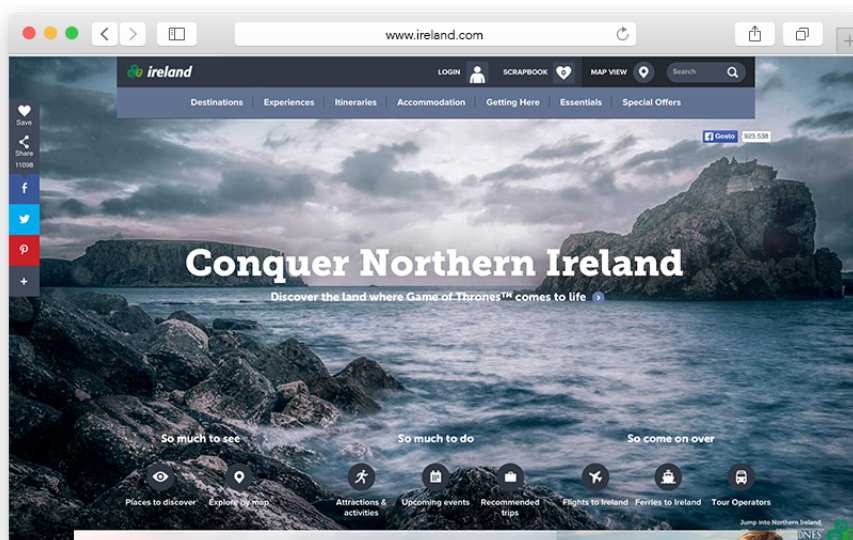 www.ireland.com
ireland
LOGIN
SCRAPBOOK
0
MAP VIEW
Search
Destinations
Experiences
Itineraries
Accommodation
Getting Here
Essentials
Special Offers
Save
Share
11098
Gosto
923.538
Conquer Northern Ireland
Discover the land where Game of Thrones™ comes to life
So much to see
So much to do
So come on over
Places to discover
Explore by map
Attractions &
activities
Upcoming events
Recommended
trips
Flights to Ireland
Ferries to Ireland
Tour Operators
Jump into Northern Ireland.